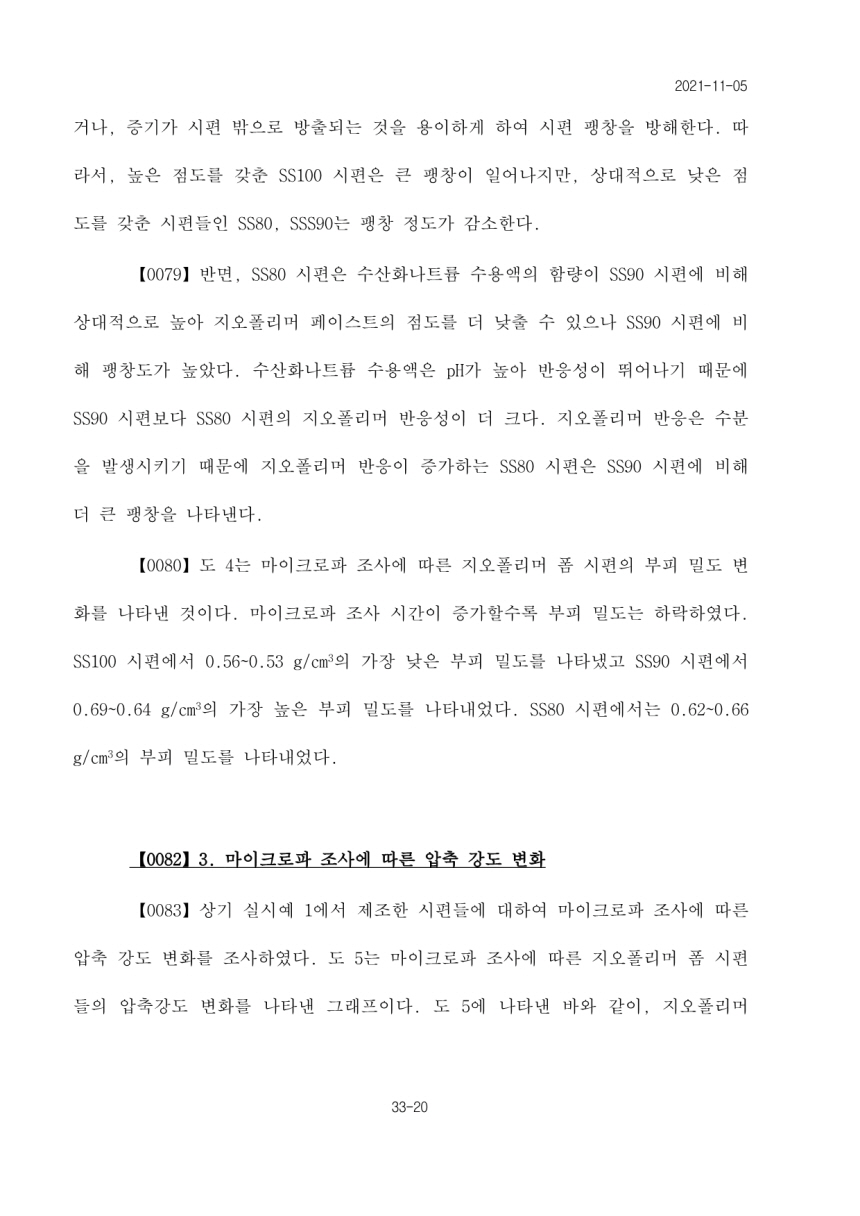 2021-11-05
거나, 증기가 시편 밖으로 방출되는 것을 용이하게 하여 시편 팽창을 방해한다. 따
라서, 높은 점도를 갖춘 SS100 시편은 큰 팽창이 일어나지만, 상대적으로 낮은 점
도를 갖춘 시편들인 SS80, SSS90는 팽창 정도가 감소한다.
【0079】반면, SS80 시편은 수산화나트륨 수용액의 함량이 SS90 시편에 비해
상대적으로 높아 지오폴리머 페이스트의 점도를 더 낮출 수 있으나 SS90 시편에 비
해 팽창도가 높았다. 수산화나트륨 수용액은 pH가 높아 반응성이 뛰어나기 때문에
SS90 시편보다 SS80 시편의 지오폴리머 반응성이 더 크다. 지오폴리머 반응은 수분
을 발생시키기 때문에 지오폴리머 반응이 증가하는 SS80 시편은 SS90 시편에 비해
더 큰 팽창을 나타낸다.
【0080】도 4는 마이크로파 조사에 따른 지오폴리머 폼 시편의 부피 밀도 변
화를 나타낸 것이다. 마이크로파 조사 시간이 증가할수록 부피 밀도는 하락하였다.
SS100 시편에서 0.56~0.53 g/cm³의 가장 낮은 부피 밀도를 나타냈고 SS90 시편에서
0.69~0.64 g/cm³의 가장 높은 부피 밀도를 나타내었다. SS80 시편에서는 0.62~0.66
g/cm³의 부피 밀도를 나타내었다.
【0082】3. 마이크로파 조사에 따른 압축 강도 변화
【0083】상기 실시예 1에서 제조한 시편들에 대하여 마이크로파 조사에 따른
압축 강도 변화를 조사하였다. 도 5는 마이크로파 조사에 따른 지오폴리머 폼 시편
들의 압축강도 변화를 나타낸 그래프이다. 도 5에 나타낸 바와 같이, 지오폴리머
33-20